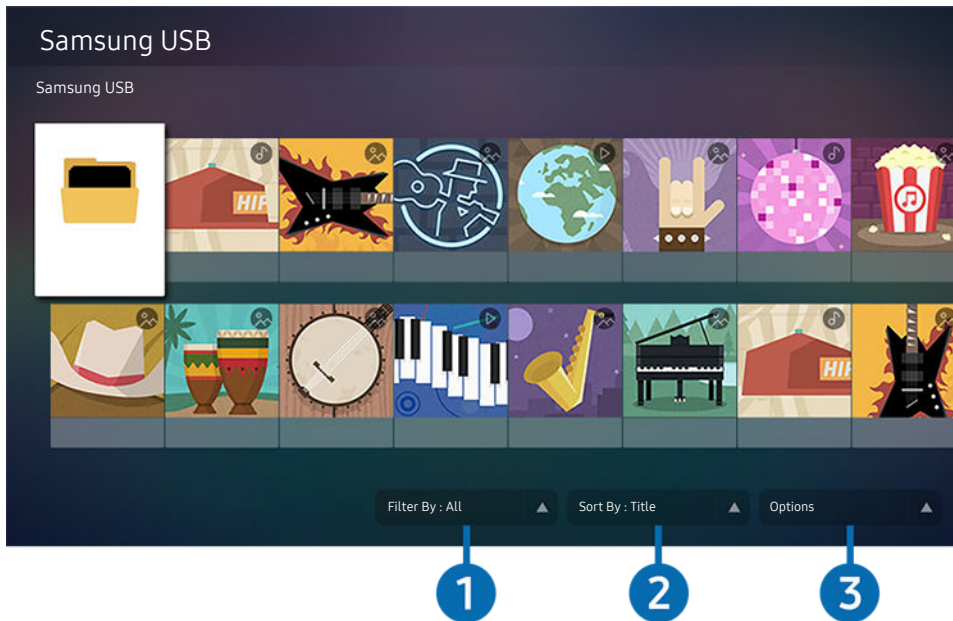 Samsung USB
Samsung USB
HIP
HIP
Filter By : All
Sort By : Title
Options
1
2
3